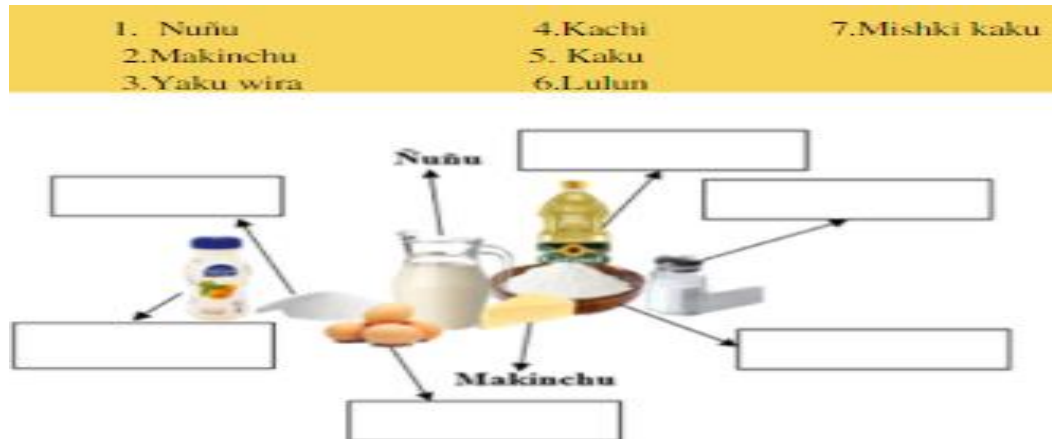 1. Nuñu
2.Makinchu
3.Yaku wira
4.Kachi
5. Kaku
6.Lulun
7.Mishki kaku
Ñuñu
Makinchu